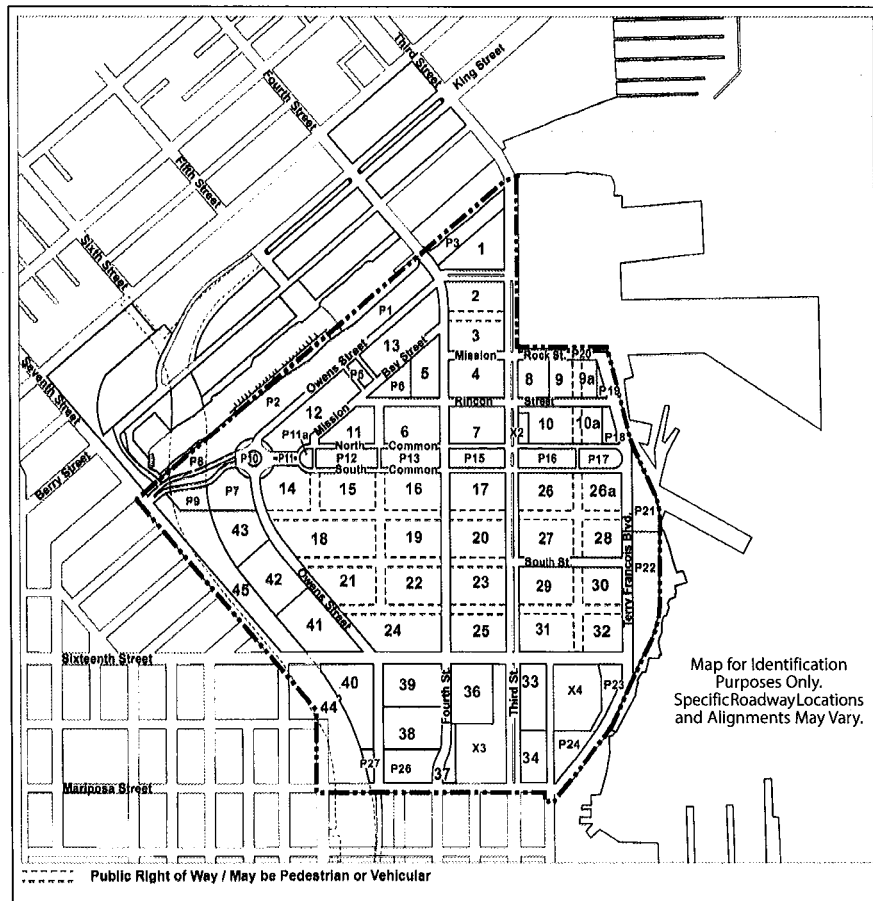 Third Street
King Street
Fourth Street
Fifth Street
Sixth Street
Seventh Street
Berry Street
P3
1
2
P1
3
13
Mission
Rock St.
P20
Owens Street
Bay Street
P5
P6
5
4
8
9
9a
P19
P2
Rincon
Street
12
Mission
P11a
11
6
7
X2
10
10a
P18
North
Common
P8
P10
P11
P12
P13
P15
P16
P17
South
Common
P9
P7
14
15
16
17
26
26a
P21
43
18
19
20
27
28
South St.
P22
42
21
22
23
29
30
Terry Francois Blvd.
45
Owens Street
41
24
25
31
32
Sixteenth Street
Map for Identification
Purposes Only.
SpecificRoadwayLocations
and Alignments May Vary.
40
39
Fourth St.
36
Third St.
33
X4
P23
44
38
X3
34
P24
P27
P26
37
Mariposa Street
Public Right of Way / May be Pedestrian or Vehicular